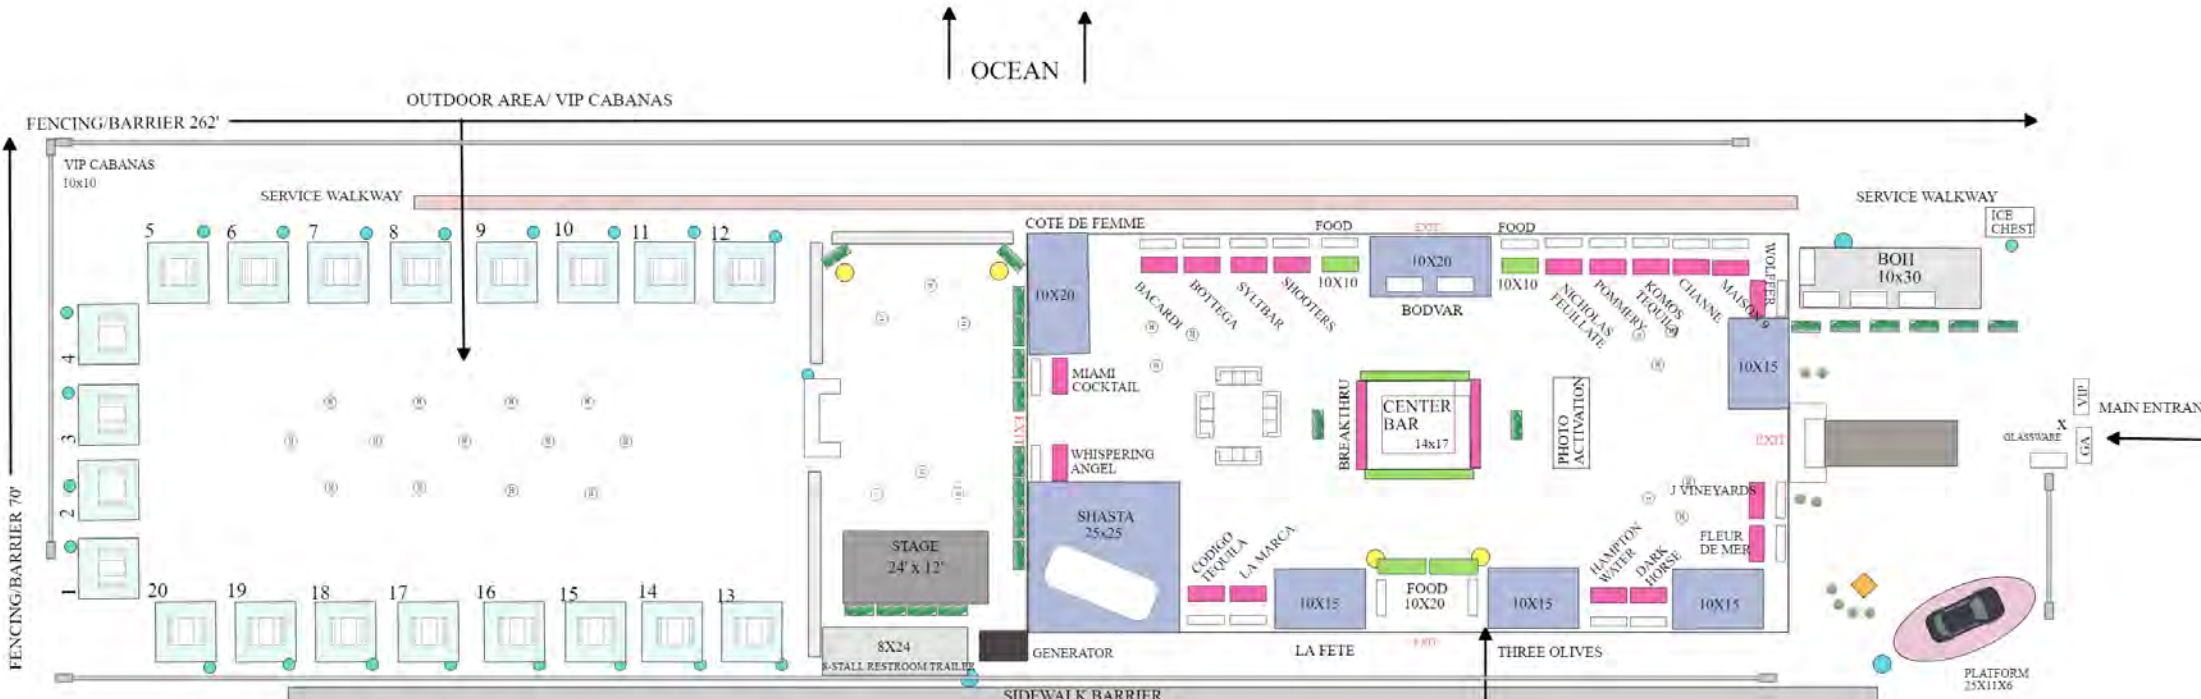 OCEAN
OUTDOOR AREA/ VIP CABANAS
FENCING/BARRIER 262'
VIP CABANAS
10x10
SERVICE WALKWAY
SERVICE WALKWAY
ICE
CHEST
5
6
7
8
9
10
11
12
COTE DE FEMME
FOOD
EXIT
FOOD
10X20
10X20
BODVAR
10X10
10X10
BACARDI
BOTTEGA
SYLTBAR
SHOOTERS
NICHOLAS
FEUILLATE
POMMERY
KOMOS
TEQUILA
CHANNE
MAISON 9
WOLFFER
BOH
10x30
4
3
2
1
FENCING/BARRIER 70'
MIAMI
COCKTAIL
EXIT
WHISPERING
ANGEL
BREAKTHRU
CENTER
BAR
14x17
PHOTO
ACTIVATION
10X15
EXIT
VIP
MAIN ENTRAN
X
GLASSWARE
GA
SHASTA
25x25
STAGE
24' x 12'
CODIGO
TEQUILA
LA MARCA
10X15
FOOD
10X20
10X15
HAMPTON
WATER
DARK
HORSE
J VINEYARDS
FLEUR
DE MER
10X15
20
19
18
17
16
15
14
13
8X24
8-STALL RESTROOM TRAILER
GENERATOR
LA FETE
EXIT
THREE OLIVES
PLATFORM
25X11X6
SIDEWALK BARRIER